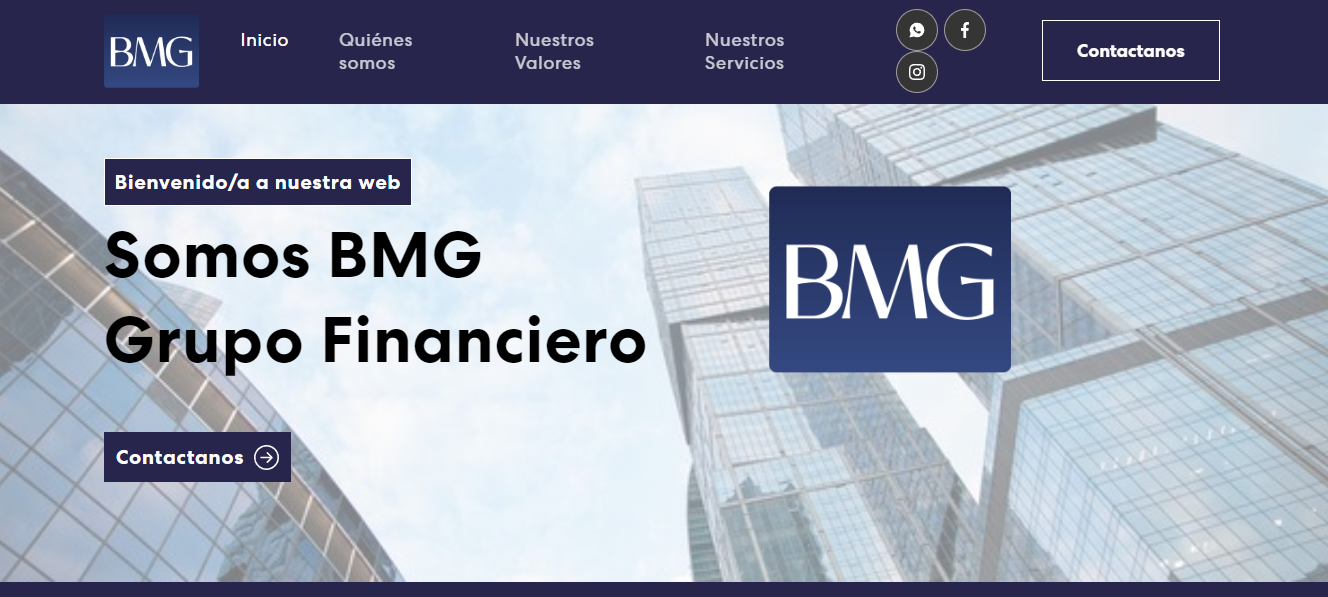 BMG
Inicio
Quiénes
somos
Nuestros
Valores
Nuestros
Servicios
Contactanos
Bienvenido/a a nuestra web
Somos BMG
Grupo Financiero
BMG
Contactanos